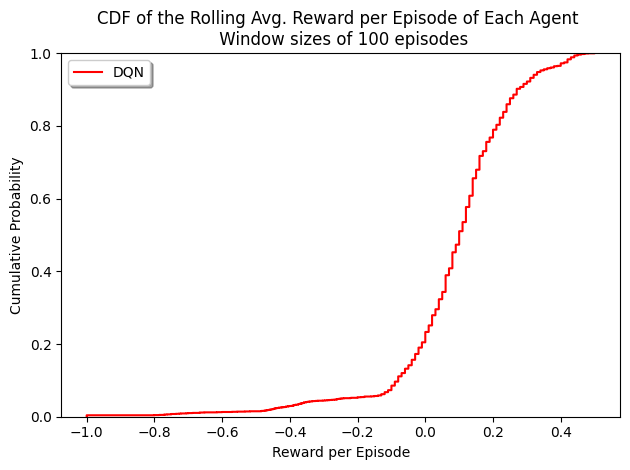 CDF of the Rolling Avg. Reward per Episode of Each Agent
Window sizes of 100 episodes
DQN
Cumulative Probability
1.0
0.8
0.6
0.4
0.2
0.0
−1.0 −0.8 −0.6 −0.4 −0.2 0.0 0.2 0.4
Reward per Episode